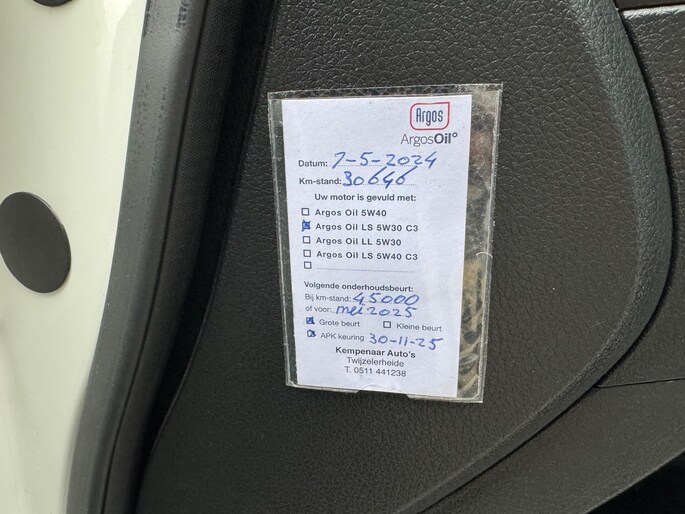 Argos
ArgosOil°
Datum: 7-5-2024
Km-stand: 30646
Uw motor is gevuld met:
Argos Oil 5W40
Argos Oil LS 5W30 C3
Argos Oil LL 5W30
Argos Oil LS 5W40 C3
Volgende onderhoudsbeurt:
Bij km-stand: 45000
of voor: mei 2025
Grote beurt Kleine beurt
APK keuring 30-11-25
Kempenaar Auto's
Twijzelerheide
T. 0511 441238